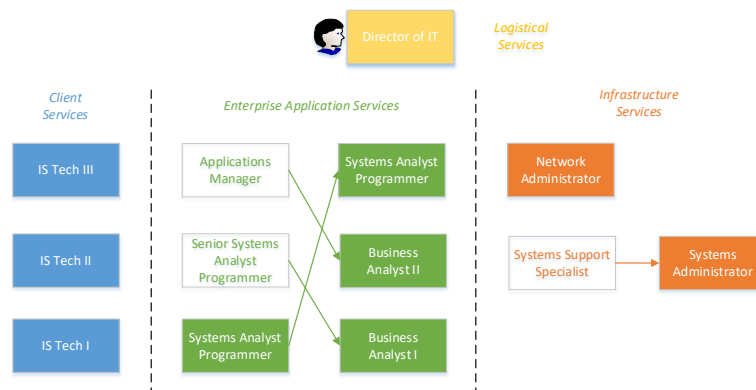 Director of IT
Logistical
Services
Client
Services
Enterprise Application Services
Infrastructure
Services
IS Tech III
Applications
Manager
Systems Analyst
Programmer
Network
Administrator
IS Tech II
Senior Systems
Analyst
Programmer
Business
Analyst II
Systems Support
Specialist
Systems
Administrator
IS Tech I
Systems Analyst
Programmer
Business
Analyst I